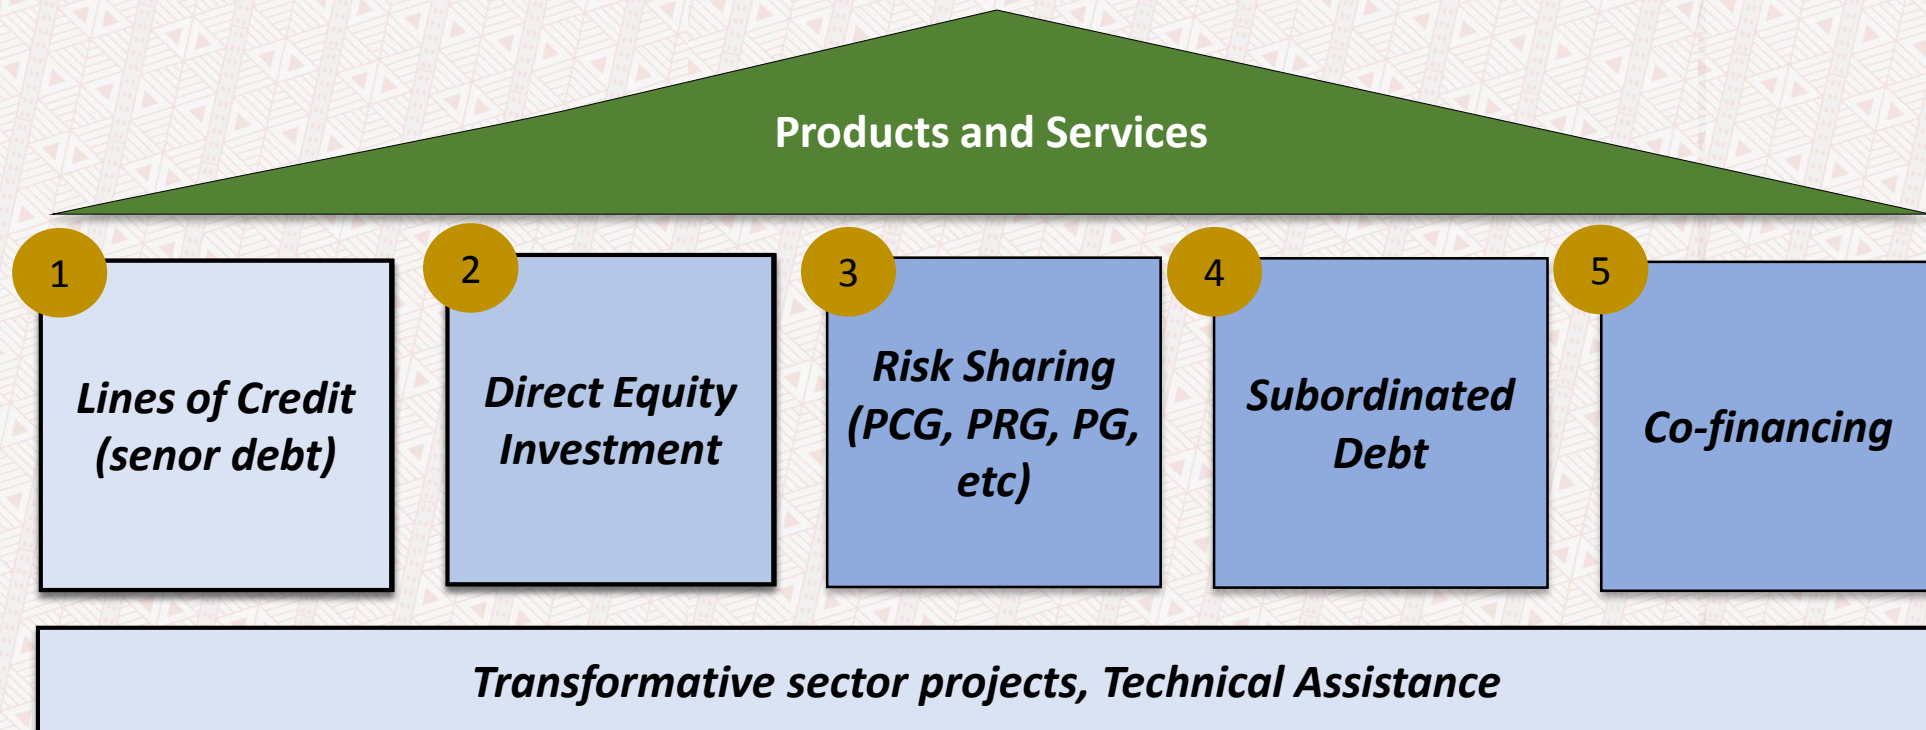 Products and Services
1
Lines of Credit
(senor debt)
2
Direct Equity
Investment
3
Risk Sharing
(PCG, PRG, PG,
etc)
4
Subordinated
Debt
5
Co-financing
Transformative sector projects, Technical Assistance